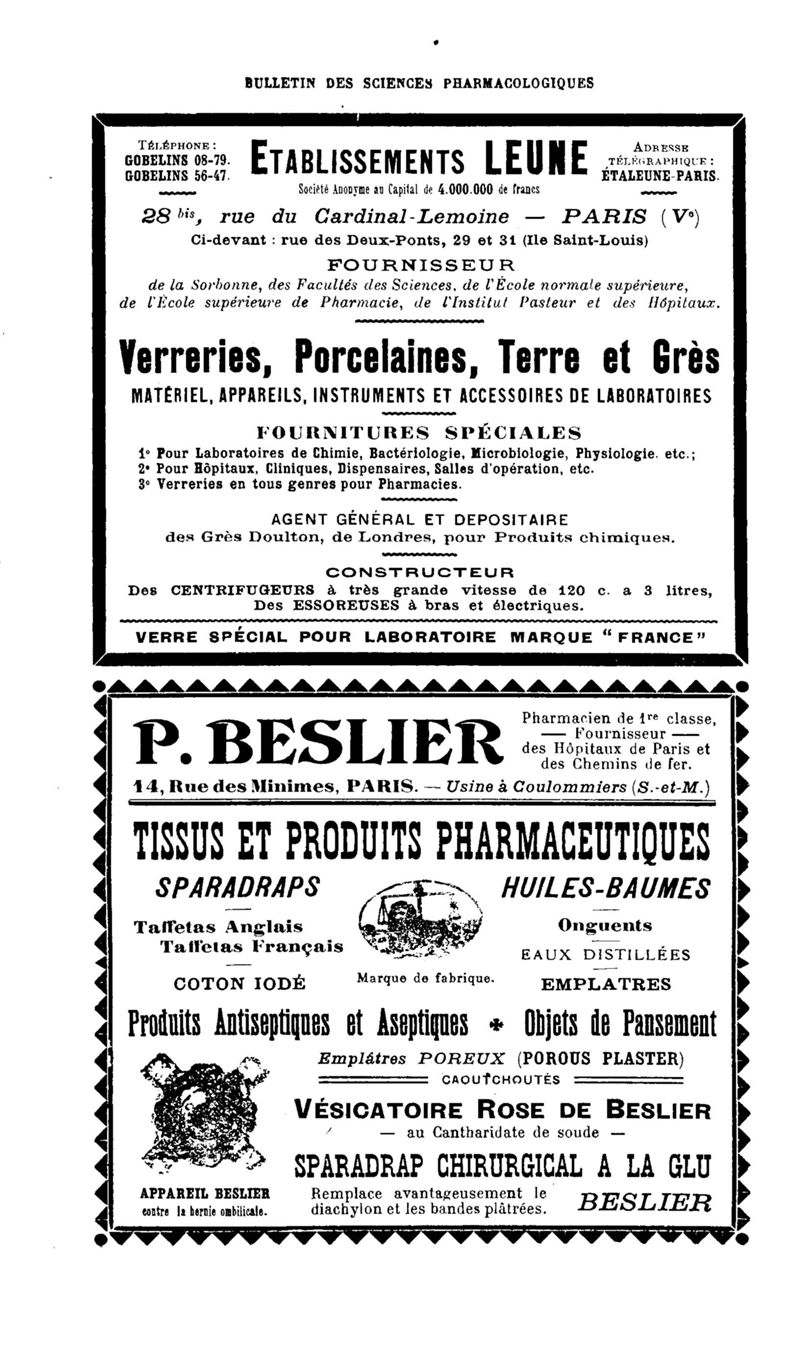 BULLETIN DES SCIENCES PHARMACOLOGIQUES
TÉLÉPHONE :
GOBELINS 08-79.
GOBELINS 56-47.
ETABLISSEMENTS LEUNE
Société Anonyme au Capital de 4.000.000 de francs
ADRESSE
TÉLÉGRAPHIQUE :
ÉTALEUNE-PARIS.
28 bis, rue du Cardinal-Lemoine — PARIS (Ve)
Ci-devant : rue des Deux-Ponts, 29 et 31 (Ile Saint-Louis)
FOURNISSEUR
de la Sorbonne, des Facultés des Sciences, de l'École normale supérieure,
de l'École supérieure de Pharmacie, de l'Institut Pasteur et des Hôpitaux.
Verreries, Porcelaines, Terre et Grès
MATÉRIEL, APPAREILS, INSTRUMENTS ET ACCESSOIRES DE LABORATOIRES
FOURNITURES SPÉCIALES
1° Pour Laboratoires de Chimie, Bactériologie, Microbiologie, Physiologie. etc.;
2° Pour Hôpitaux, Cliniques, Dispensaires, Salles d'opération, etc.
3° Verreries en tous genres pour Pharmacies.
AGENT GÉNÉRAL ET DEPOSITAIRE
des Grès Doulton, de Londres, pour Produits chimiques.
CONSTRUCTEUR
Des CENTRIFUGEURS à très grande vitesse de 120 c. a 3 litres,
Des ESSOREUSES à bras et électriques.
VERRE SPÉCIAL POUR LABORATOIRE MARQUE "FRANCE"
P. BESLIER
Pharmacien de 1re classe,
— Fournisseur —
des Hôpitaux de Paris et
des Chemins de fer.
14, Rue des Minimes, PARIS. — Usine à Coulommiers (S.-et-M.)
TISSUS ET PRODUITS PHARMACEUTIQUES
SPARADRAPS
Taffetas Anglais
Taffetas Français
COTON IODÉ
Marque de fabrique.
HUILES-BAUMES
Onguents
EAUX DISTILLÉES
EMPLATRES
Produits Antiseptiques et Aseptiques ✦ Objets de Pansement
Emplâtres POREUX (POROUS PLASTER)
CAOUTCHOUTÉS
VÉSICATOIRE ROSE DE BESLIER
— au Cantharidate de soude —
SPARADRAP CHIRURGICAL A LA GLU
APPAREIL BESLIER
contre la hernie ombilicale.
Remplace avantageusement le
diachylon et les bandes plâtrées.
BESLIER